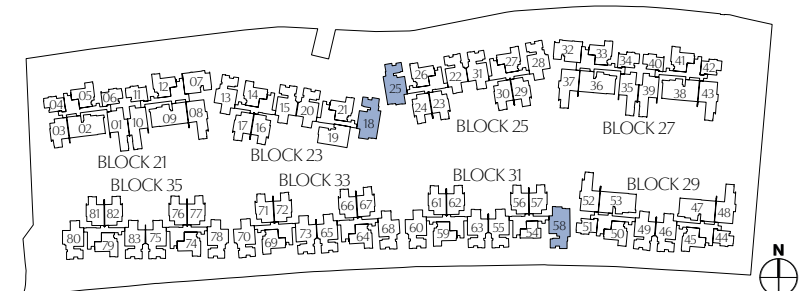 32 33 34 40 41 42
26 22 31 27 28
37 36 35 39 38 43
25 24 23 30 29
04 05 06 11 12 07
13 14 15 20 21 18
03 02 01 10 09 08
17 16 19
BLOCK 25
BLOCK 27
BLOCK 21
BLOCK 23
BLOCK 35
BLOCK 33
BLOCK 31
BLOCK 29
81 82 76 77 71 72 66 67 61 62 56 57 52 53 47 48
80 79 83 75 74 78 70 69 73 65 64 68 60 59 63 55 54 58 51 50 49 46 45 44
N